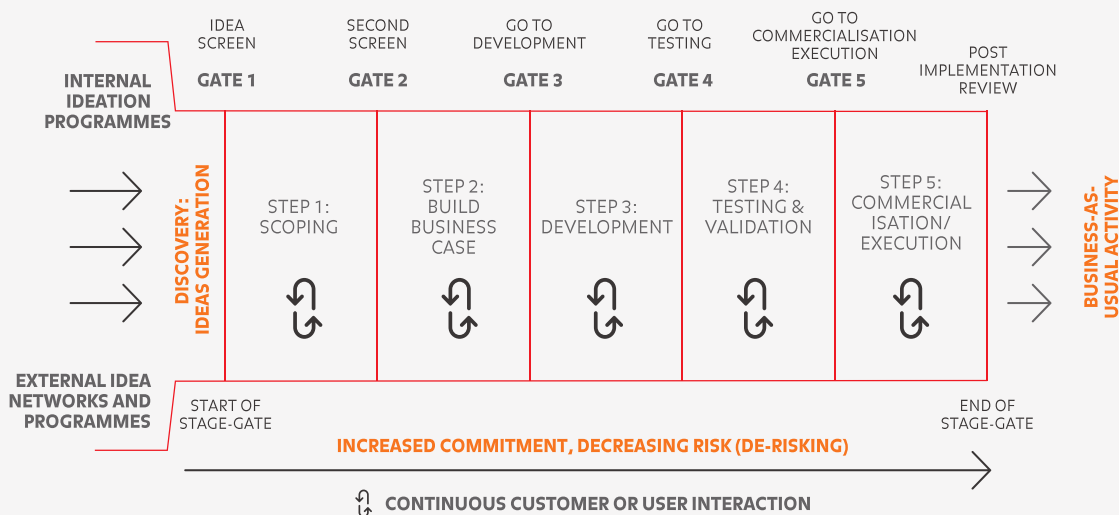 IDEA
SCREEN
GATE 1
SECOND
SCREEN
GATE 2
GO TO
DEVELOPMENT
GATE 3
GO TO
TESTING
GATE 4
GO TO
COMMERCIALISATION
EXECUTION
GATE 5
POST
IMPLEMENTATION
REVIEW
INTERNAL
IDEATION
PROGRAMMES
DISCOVERY:
IDEAS GENERATION
STEP 1:
SCOPING
STEP 2:
BUILD
BUSINESS
CASE
STEP 3:
DEVELOPMENT
STEP 4:
TESTING &
VALIDATION
STEP 5:
COMMERCIAL
ISATION/
EXECUTION
BUSINESS-AS-
USUAL ACTIVITY
EXTERNAL IDEA
NETWORKS AND
PROGRAMMES
START OF
STAGE-GATE
END OF
STAGE-GATE
INCREASED COMMITMENT, DECREASING RISK (DE-RISKING)
CONTINUOUS CUSTOMER OR USER INTERACTION